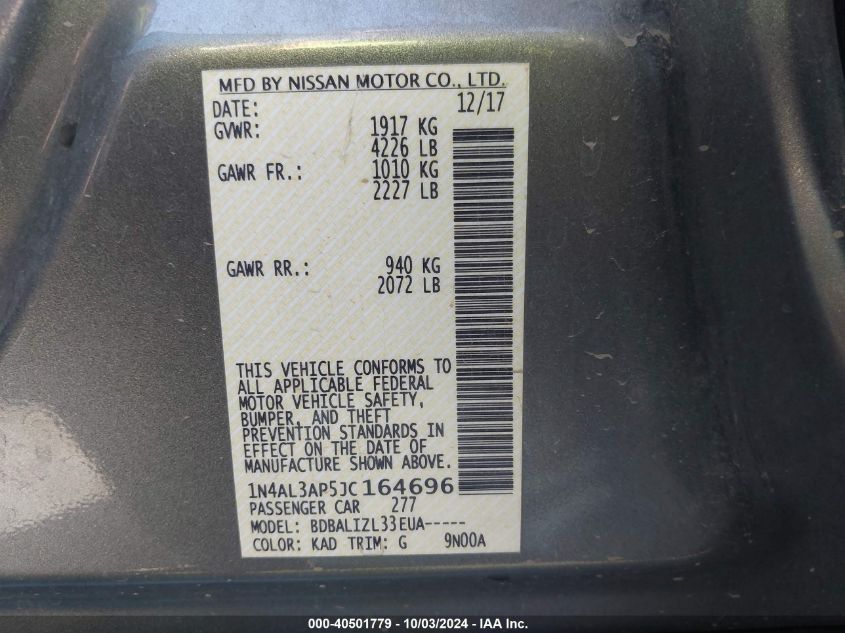 MFD BY NISSAN MOTOR CO., LTD.
DATE: 12/17
GVWR: 1917 KG
4226 LB
GAWR FR.: 1010 KG
2227 LB
GAWR RR.: 940 KG
2072 LB
THIS VEHICLE CONFORMS TO
ALL APPLICABLE FEDERAL
MOTOR VEHICLE SAFETY,
BUMPER, AND THEFT
PREVENTION STANDARDS IN
EFFECT ON THE DATE OF
MANUFACTURE SHOWN ABOVE.
1N4AL3AP5JC164696
PASSENGER CAR 277
MODEL: BDBALIZL33EUA-----
COLOR: KAD TRIM: G 9N00A
000-40501779 - 10/03/2024 - IAA Inc.